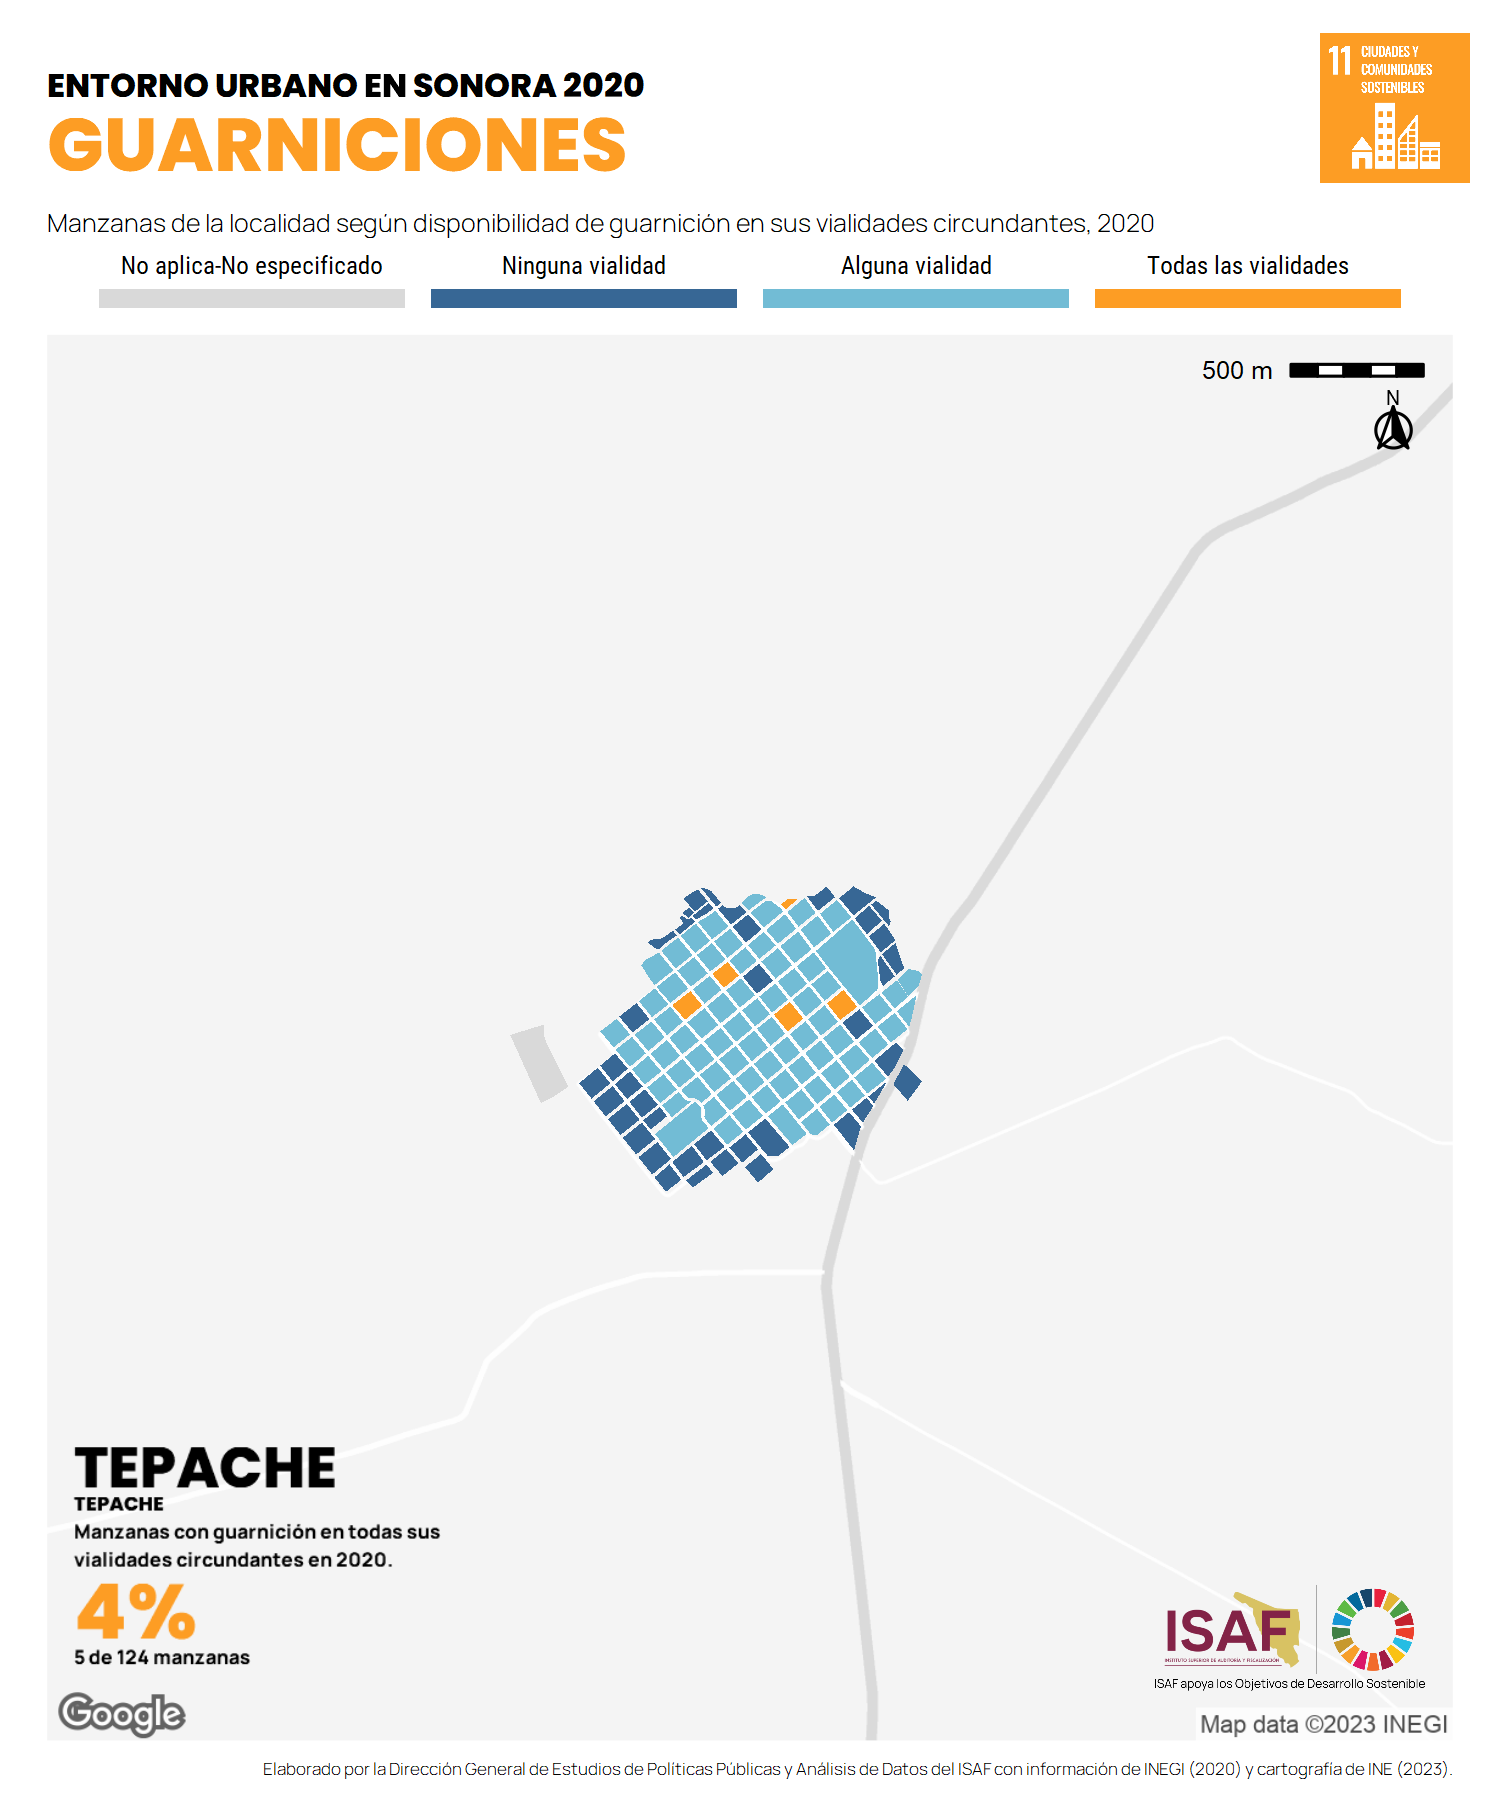 ENTORNO URBANO EN SONORA 2020
GUARNICIONES
11 CIUDADES Y
COMUNIDADES
SOSTENIBLES
Manzanas de la localidad según disponibilidad de guarnición en sus vialidades circundantes, 2020
No aplica-No especificado
Ninguna vialidad
Alguna vialidad
Todas las vialidades
500 m
N
TEPACHE
TEPACHE
Manzanas con guarnición en todas sus
vialidades circundantes en 2020.
4%
5 de 124 manzanas
ISAF
INSTITUTO SUPERIOR DE AUDITORÍA Y FISCALIZACIÓN
ISAF apoya los Objetivos de Desarrollo Sostenible
Google
Map data ©2023 INEGI
Elaborado por la Dirección General de Estudios de Políticas Públicas y Análisis de Datos del ISAF con información de INEGI (2020) y cartografía de INE (2023).